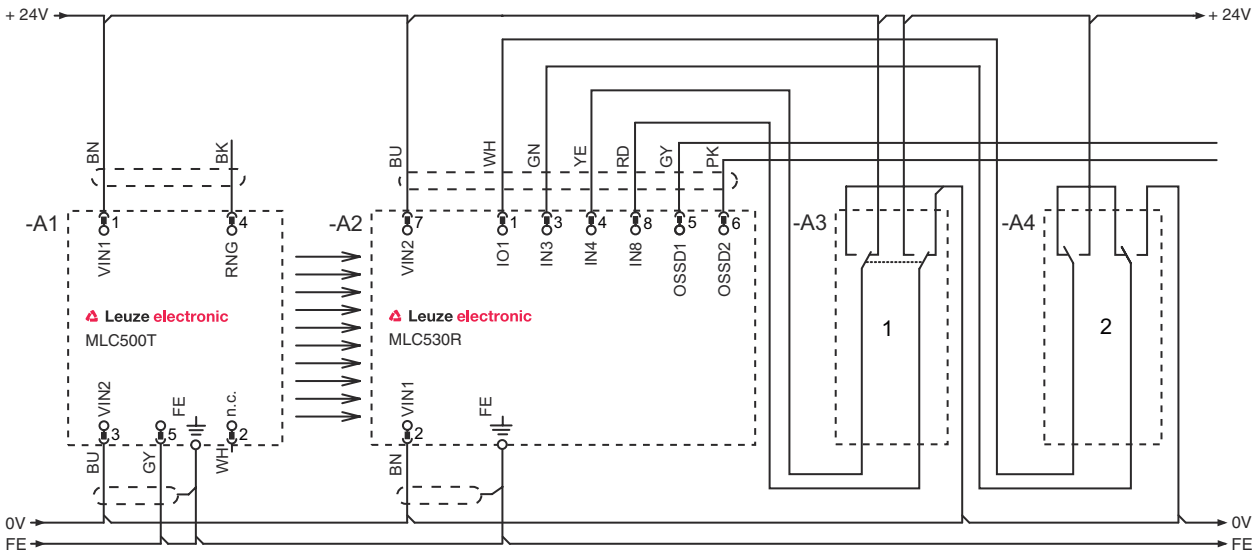 + 24V
+ 24V
BN
BK
BU
WH
GN
YE
RD
GY
PK
-A1
1
4
-A2
7
1
3
4
8
5
6
-A3
-A4
VIN1
RNG
VIN2
IO1
IN3
IN4
IN8
OSSD1
OSSD2
Leuze electronic
MLC500T
Leuze electronic
MLC530R
1
2
VIN2
FE
n.c.
VIN1
FE
3
5
2
2
BU
GY
WH
BN
0V
0V
FE
FE